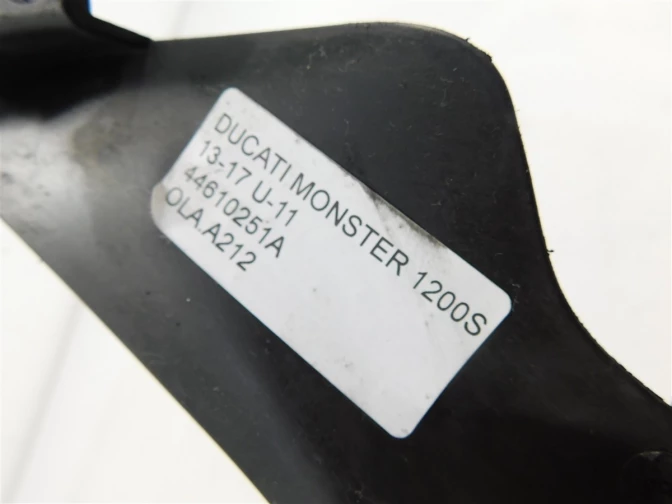 DUCATI MONSTER 1200S
13-17 U-11
44610251A
OLA A212